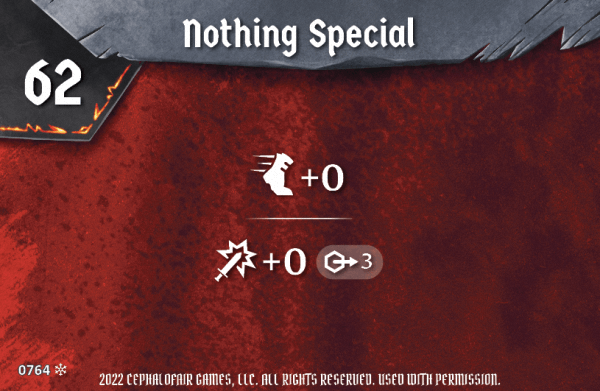 Nothing Special
62
+0
+0 3
0764
2022 CEPHALOFAIR GAMES, LLC. ALL RIGHTS RESERVED. USED WITH PERMISSION.